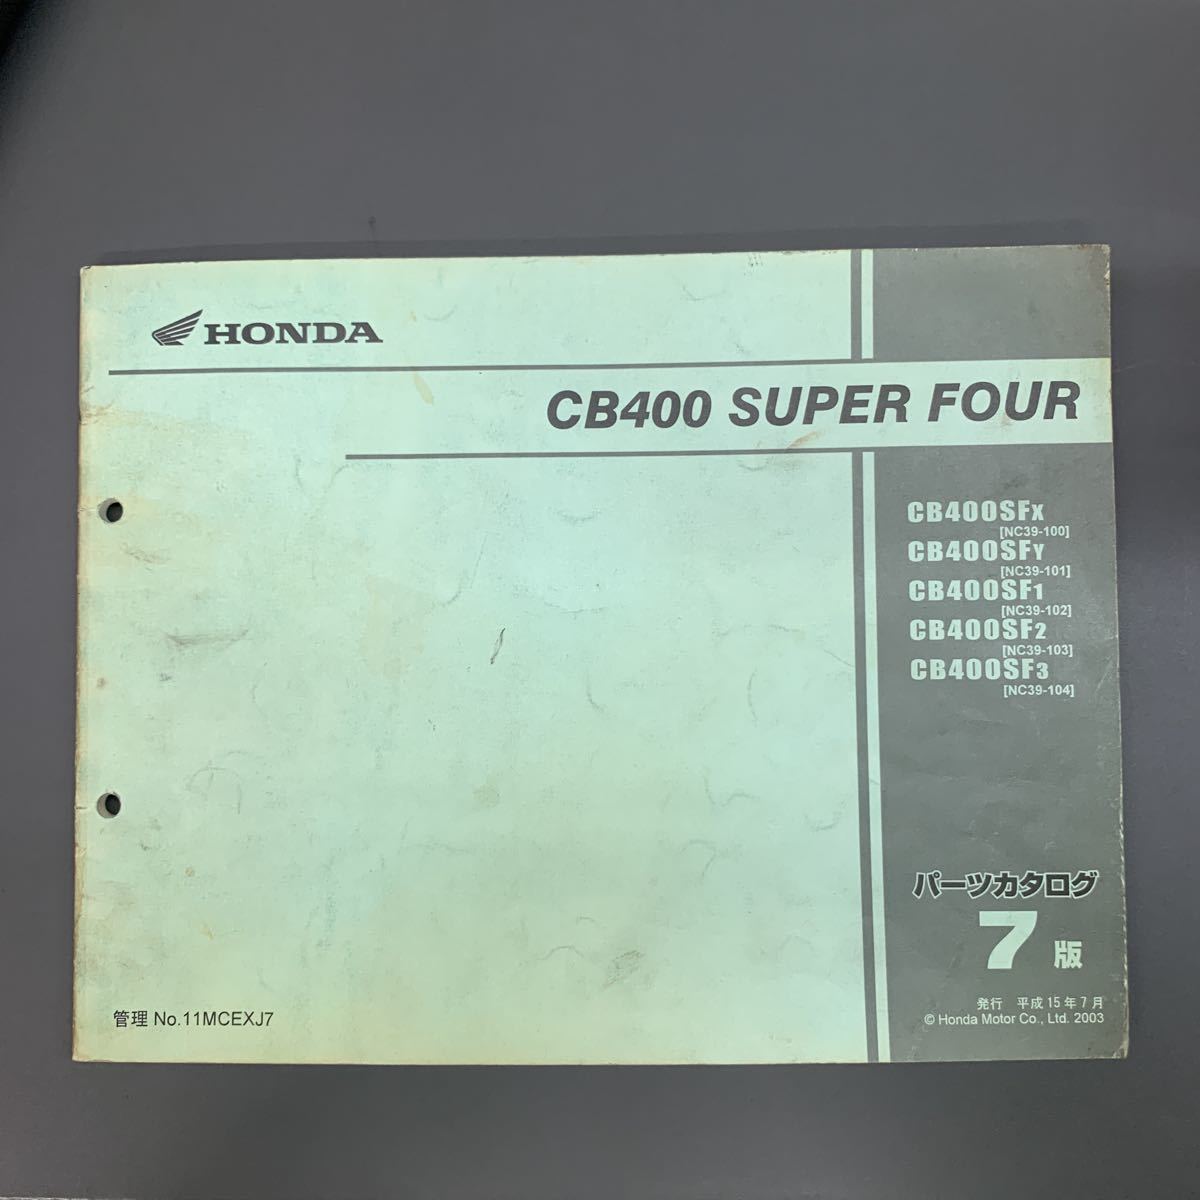 HONDA
CB400 SUPER FOUR
CB400SFX
[NC39-100]
CB400SFY
[NC39-101]
CB400SF1
[NC39-102]
CB400SF2
[NC39-103]
CB400SF3
[NC39-104]
パーツカタログ
7版
発行 平成15年7月
© Honda Motor Co., Ltd. 2003
管理 No.11MCEXJ7